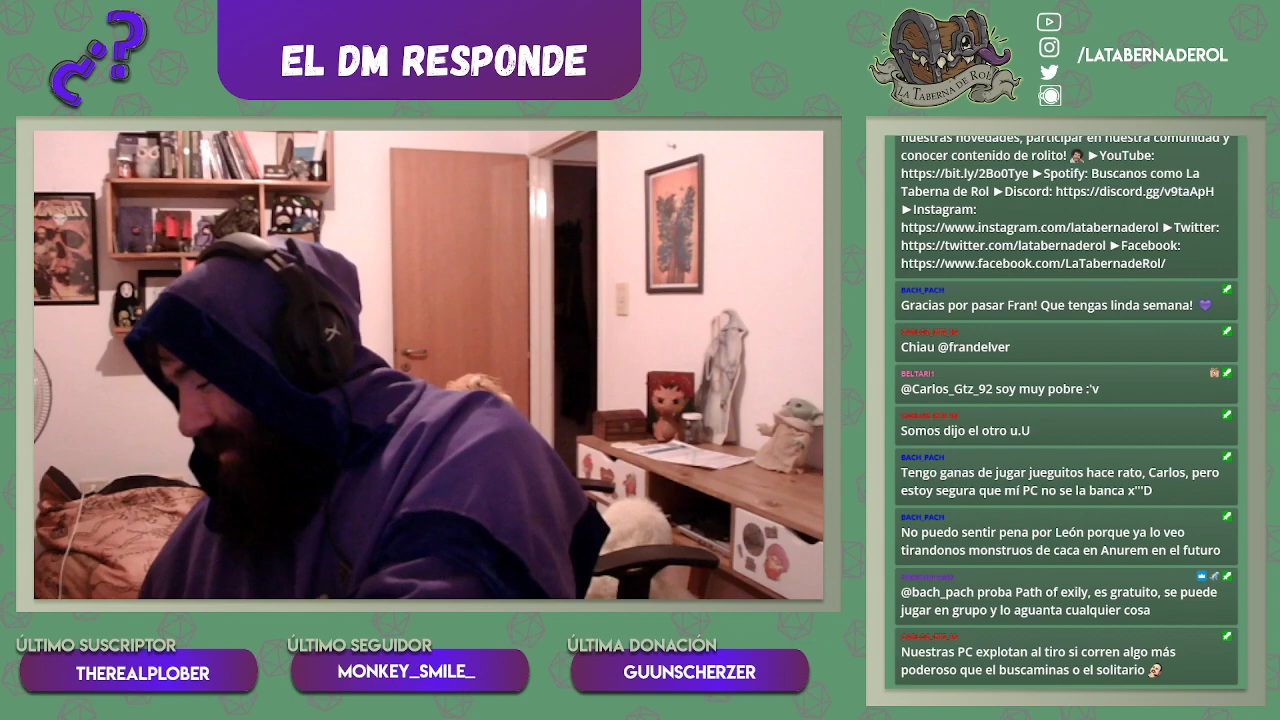 EL DM RESPONDE
LA TABERNA DE ROL
/LATABERNADEROL
nuestras novedades, participar en nuestra comunidad y
conocer contenido de rolito! ►YouTube:
https://bit.ly/2Bo0Tye ►Spotify: Buscanos como La
Taberna de Rol ►Discord: https://discord.gg/v9taApH
►Instagram:
https://www.instagram.com/latabernaderol ►Twitter:
https://twitter.com/latabernaderol ►Facebook:
https://www.facebook.com/LaTabernadeRol/
BACH_PACH
Gracias por pasar Fran! Que tengas linda semana! 💜
CARLOS_GTZ_92
Chiau @frandelver
BELTARI1
@Carlos_Gtz_92 soy muy pobre :'v
CARLOS_GTZ_92
Somos dijo el otro u.U
BACH_PACH
Tengo ganas de jugar jueguitos hace rato, Carlos, pero
estoy segura que mí PC no se la banca x'''D
BACH_PACH
No puedo sentir pena por León porque ya lo veo
tirandonos monstruos de caca en Anurem en el futuro
@bach_pach proba Path of exily, es gratuito, se puede
jugar en grupo y lo aguanta cualquier cosa
CARLOS_GTZ_92
Nuestras PC explotan al tiro si corren algo más
poderoso que el buscaminos o el solitario
ÚLTIMO SUSCRIPTOR
THEREALPLOBER
ÚLTIMO SEGUIDOR
MONKEY_SMILE_
ÚLTIMA DONACIÓN
GUUNSCHERZER